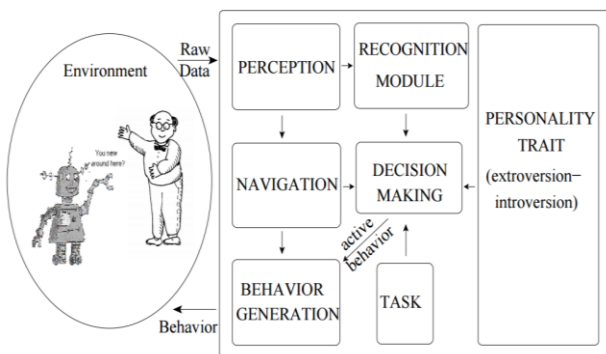 Environment
Raw
Data
PERCEPTION
RECOGNITION
MODULE
PERSONALITY
TRAIT
(extroversion–
introversion)
"You new
around here?"
NAVIGATION
DECISION
MAKING
active
behavior
BEHAVIOR
GENERATION
TASK
Behavior